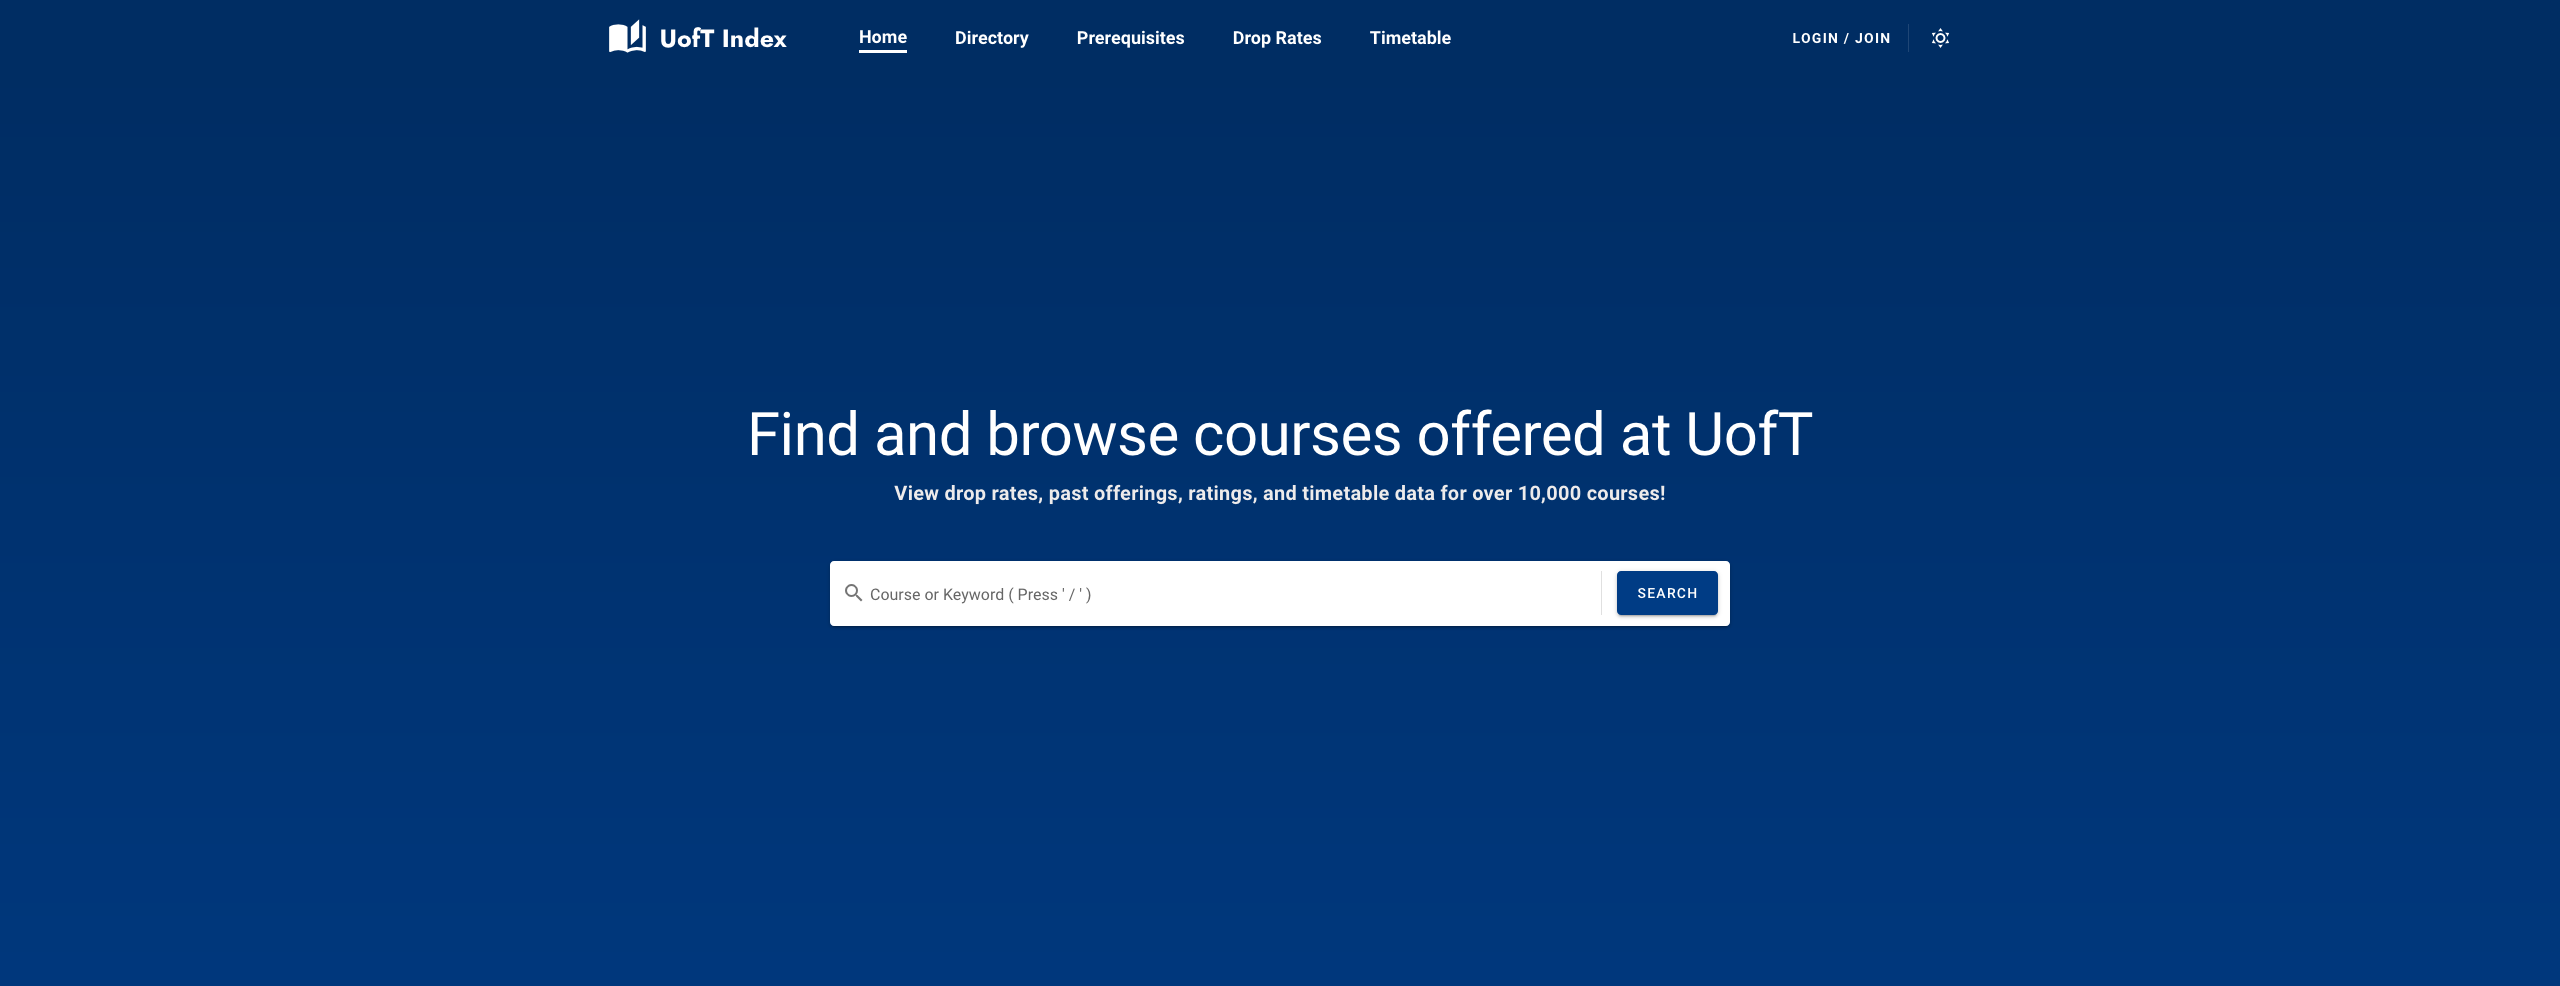 UofT Index
Home
Directory
Prerequisites
Drop Rates
Timetable
LOGIN / JOIN
Find and browse courses offered at UofT
View drop rates, past offerings, ratings, and timetable data for over 10,000 courses!
Course or Keyword ( Press ' / ' )
SEARCH